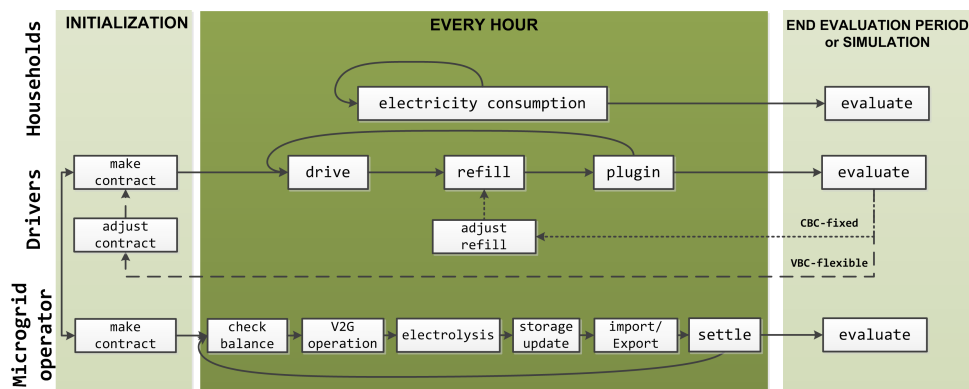 INITIALIZATION
EVERY HOUR
END EVALUATION PERIOD
or SIMULATION
Households
electricity consumption
evaluate
Drivers
make
contract
drive
refill
plugin
evaluate
adjust
contract
adjust
refill
CBC-fixed
VBC-flexible
Microgrid
operator
make
contract
check
balance
V2G
operation
electrolysis
storage
update
import/
Export
settle
evaluate